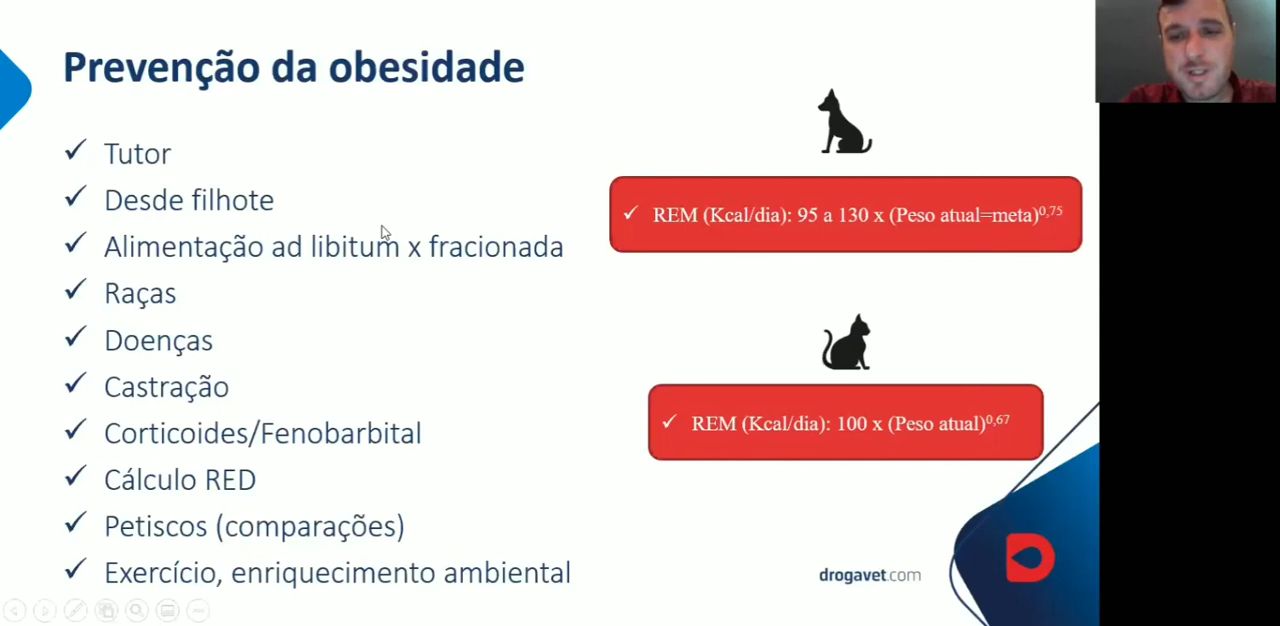 Prevenção da obesidade
✓ Tutor
✓ Desde filhote
✓ Alimentação ad libitum x fracionada
✓ Raças
✓ Doenças
✓ Castração
✓ Corticoides/Fenobarbital
✓ Cálculo RED
✓ Petiscos (comparações)
✓ Exercício, enriquecimento ambiental
✓ REM (Kcal/dia): 95 a 130 x (Peso atual=meta)⁰,⁷⁵
✓ REM (Kcal/dia): 100 x (Peso atual)⁰,⁶⁷
drogavet.com